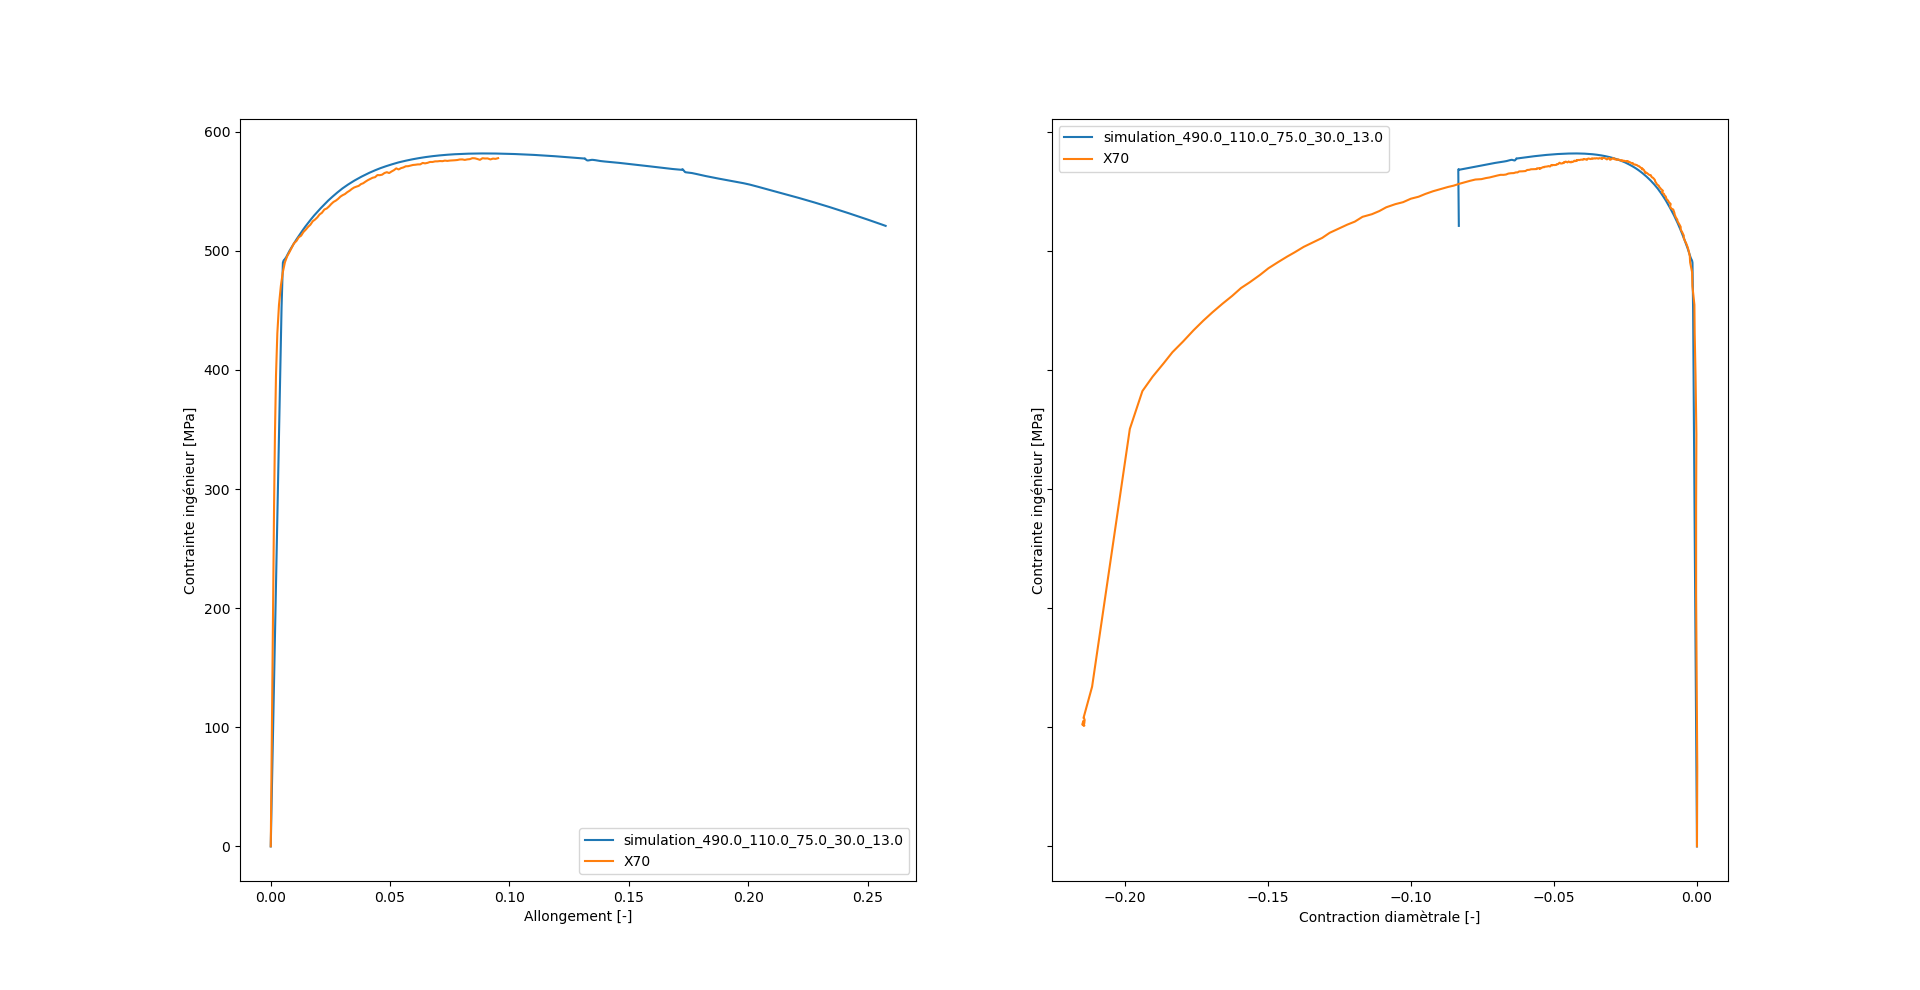 600
500
400
300
200
100
0
Contrainte ingénieur [MPa]
0.00 0.05 0.10 0.15 0.20 0.25
Allongement [-]
simulation_490.0_110.0_75.0_30.0_13.0
X70
simulation_490.0_110.0_75.0_30.0_13.0
X70
Contrainte ingénieur [MPa]
−0.20 −0.15 −0.10 −0.05 0.00
Contraction diamètrale [-]